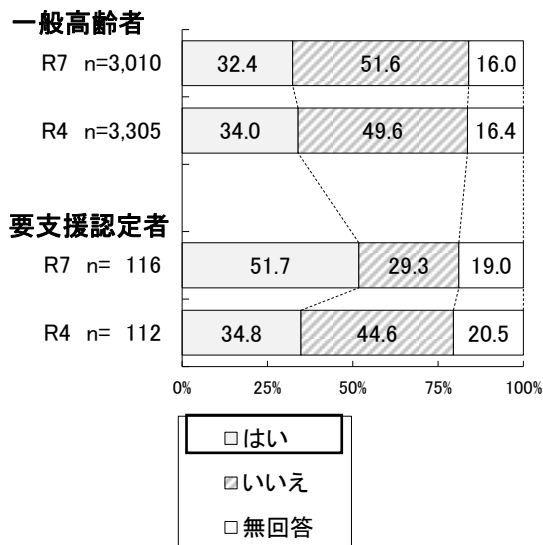 一般高齢者
R7 n=3,010 32.4 51.6 16.0
R4 n=3,305 34.0 49.6 16.4
要支援認定者
R7 n= 116 51.7 29.3 19.0
R4 n= 112 34.8 44.6 20.5
0% 25% 50% 75% 100%
はい
いいえ
無回答